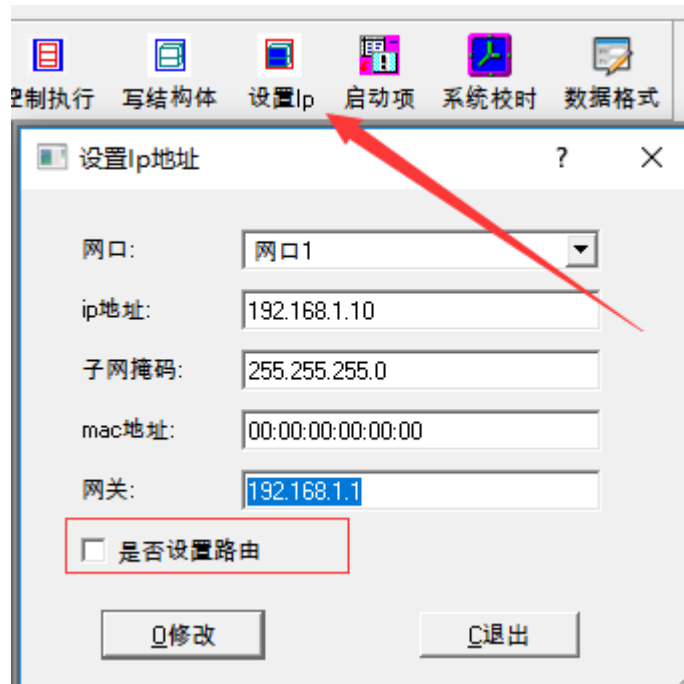 控制执行 写结构体 设置Ip 启动项 系统校时 数据格式
设置Ip地址 ?
网口: 网口1
ip地址: 192.168.1.10
子网掩码: 255.255.255.0
mac地址: 00:00:00:00:00:00
网关: 192.168.1.1
是否设置路由
O修改 C退出